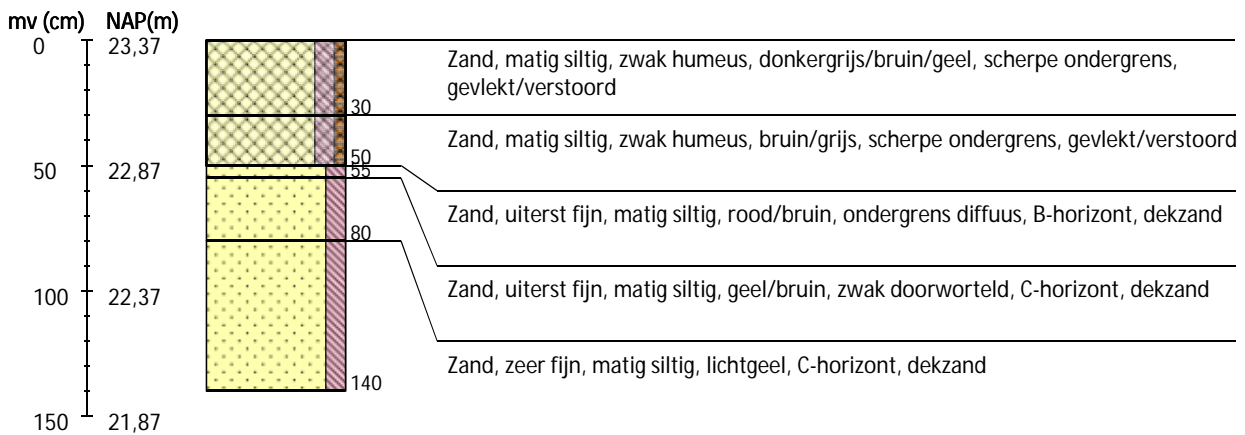 mv (cm) NAP(m)
0 23,37
Zand, matig siltig, zwak humeus, donkergrijs/bruin/geel, scherpe ondergrens,
gevlekt/verstoord
30
Zand, matig siltig, zwak humeus, bruin/grijs, scherpe ondergrens, gevlekt/verstoord
50
50 22,87
55
Zand, uiterst fijn, matig siltig, rood/bruin, ondergrens diffuus, B-horizont, dekzand
80
Zand, uiterst fijn, matig siltig, geel/bruin, zwak doorworteld, C-horizont, dekzand
100 22,37
Zand, zeer fijn, matig siltig, lichtgeel, C-horizont, dekzand
140
150 21,87